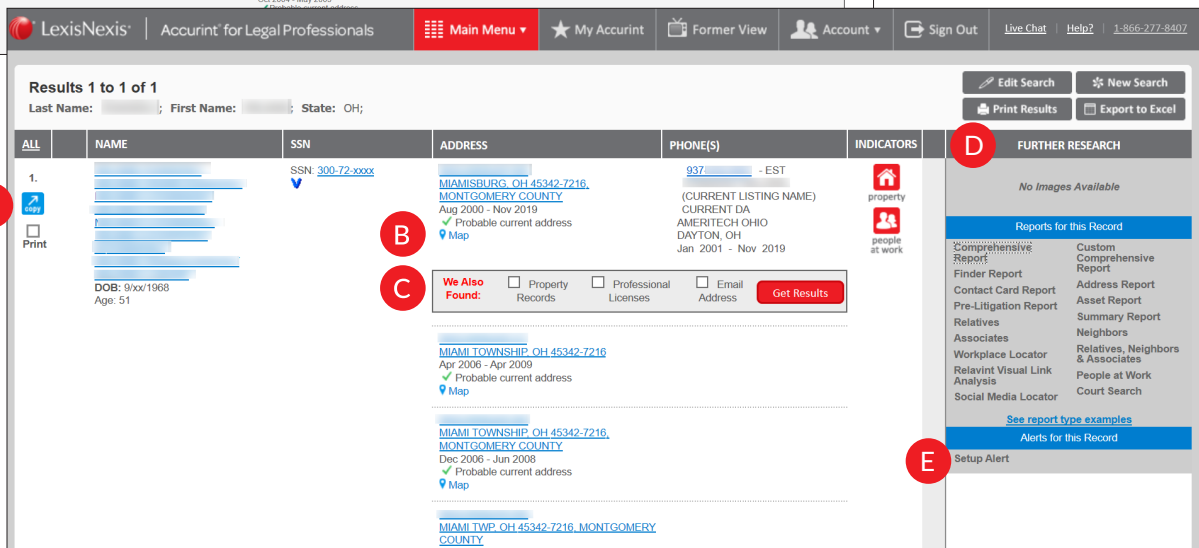 LexisNexis® Accurint® for Legal Professionals Main Menu ▾ My Accurint Former View Account ▾ Sign Out Live Chat Help? 1-866-277-8407
Results 1 to 1 of 1
Last Name: ; First Name: ; State: OH;
Edit Search
New Search
Print Results
Export to Excel
ALL NAME SSN ADDRESS PHONE(S) INDICATORS D FURTHER RESEARCH
1.
copy
Print
DOB: 9/xx/1968
Age: 51
SSN: 300-72-xxxx
MIAMISBURG, OH 45342-7216,
MONTGOMERY COUNTY
Aug 2000 - Nov 2019
Probable current address
B
Map
937- - EST
(CURRENT LISTING NAME)
CURRENT DA
AMERITECH OHIO
DAYTON, OH
Jan 2001 - Nov 2019
property
people
at work
C
We Also
Found:
Property
Records
Professional
Licenses
Email
Address
Get Results
MIAMI TOWNSHIP, OH 45342-7216
Apr 2006 - Apr 2009
Probable current address
Map
MIAMI TOWNSHIP, OH 45342-7216,
MONTGOMERY COUNTY
Dec 2006 - Jun 2008
Probable current address
Map
MIAMI TWP, OH 45342-7216, MONTGOMERY
COUNTY
No Images Available
Reports for this Record
Comprehensive
Report
Finder Report
Contact Card Report
Pre-Litigation Report
Relatives
Associates
Workplace Locator
Relavint Visual Link
Analysis
Social Media Locator
Custom
Comprehensive
Report
Address Report
Asset Report
Summary Report
Neighbors
Relatives, Neighbors
& Associates
People at Work
Court Search
See report type examples
Alerts for this Record
E
Setup Alert